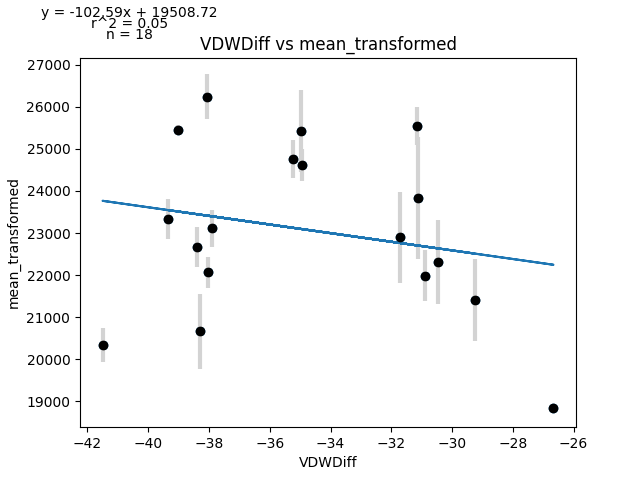 y = -102.59x + 19508.72
r^2 = 0.05
n = 18
VDWDiff vs mean_transformed
27000
26000
25000
24000
23000
22000
21000
20000
19000
mean_transformed
−42 −40 −38 −36 −34 −32 −30 −28 −26
VDWDiff